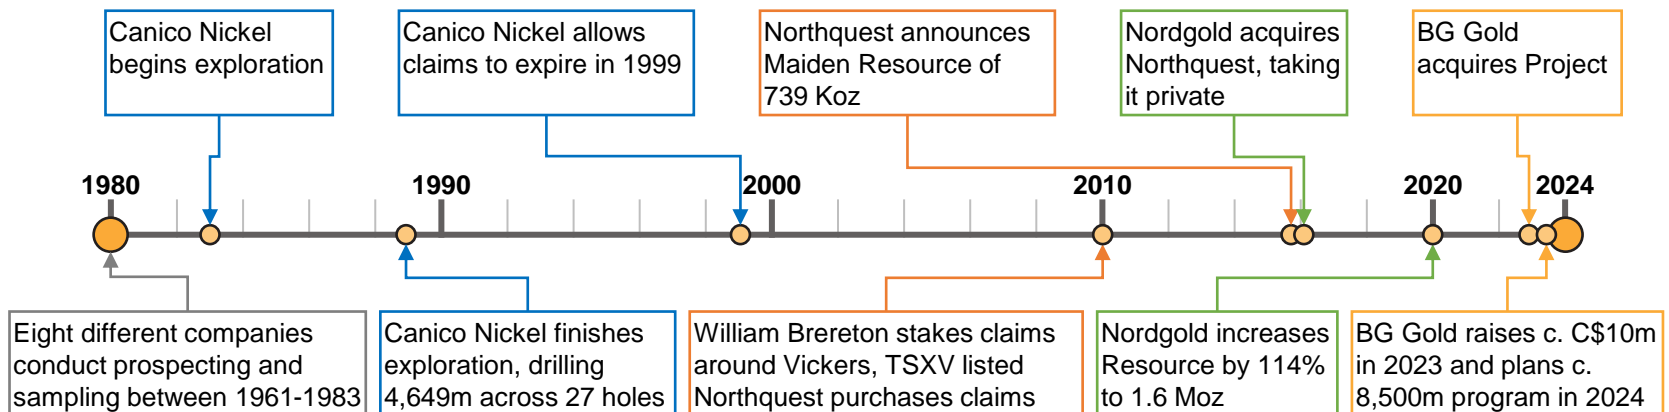 Canico Nickel
begins exploration
Canico Nickel allows
claims to expire in 1999
Northquest announces
Maiden Resource of
739 Koz
Nordgold acquires
Northquest, taking
it private
BG Gold
acquires Project
1980
1990
2000
2010
2020
2024
Eight different companies
conduct prospecting and
sampling between 1961-1983
Canico Nickel finishes
exploration, drilling
4,649m across 27 holes
William Brereton stakes claims
around Vickers, TSXV listed
Northquest purchases claims
Nordgold increases
Resource by 114%
to 1.6 Moz
BG Gold raises c. C$10m
in 2023 and plans c.
8,500m program in 2024